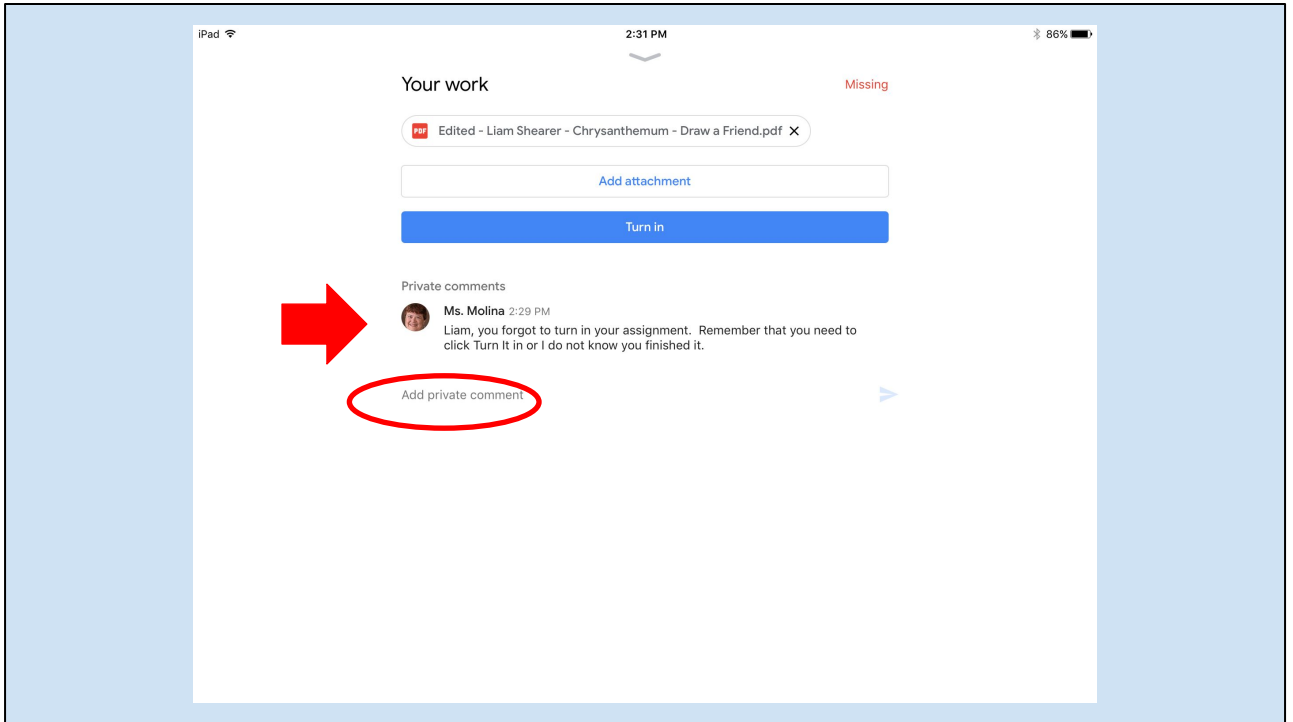 iPad 2:31 PM 86%
Your work Missing
PDF Edited - Liam Shearer - Chrysanthemum - Draw a Friend.pdf X
Add attachment
Turn in
Private comments
Ms. Molina 2:29 PM
Liam, you forgot to turn in your assignment.  Remember that you need to
click Turn It in or I do not know you finished it.
Add private comment